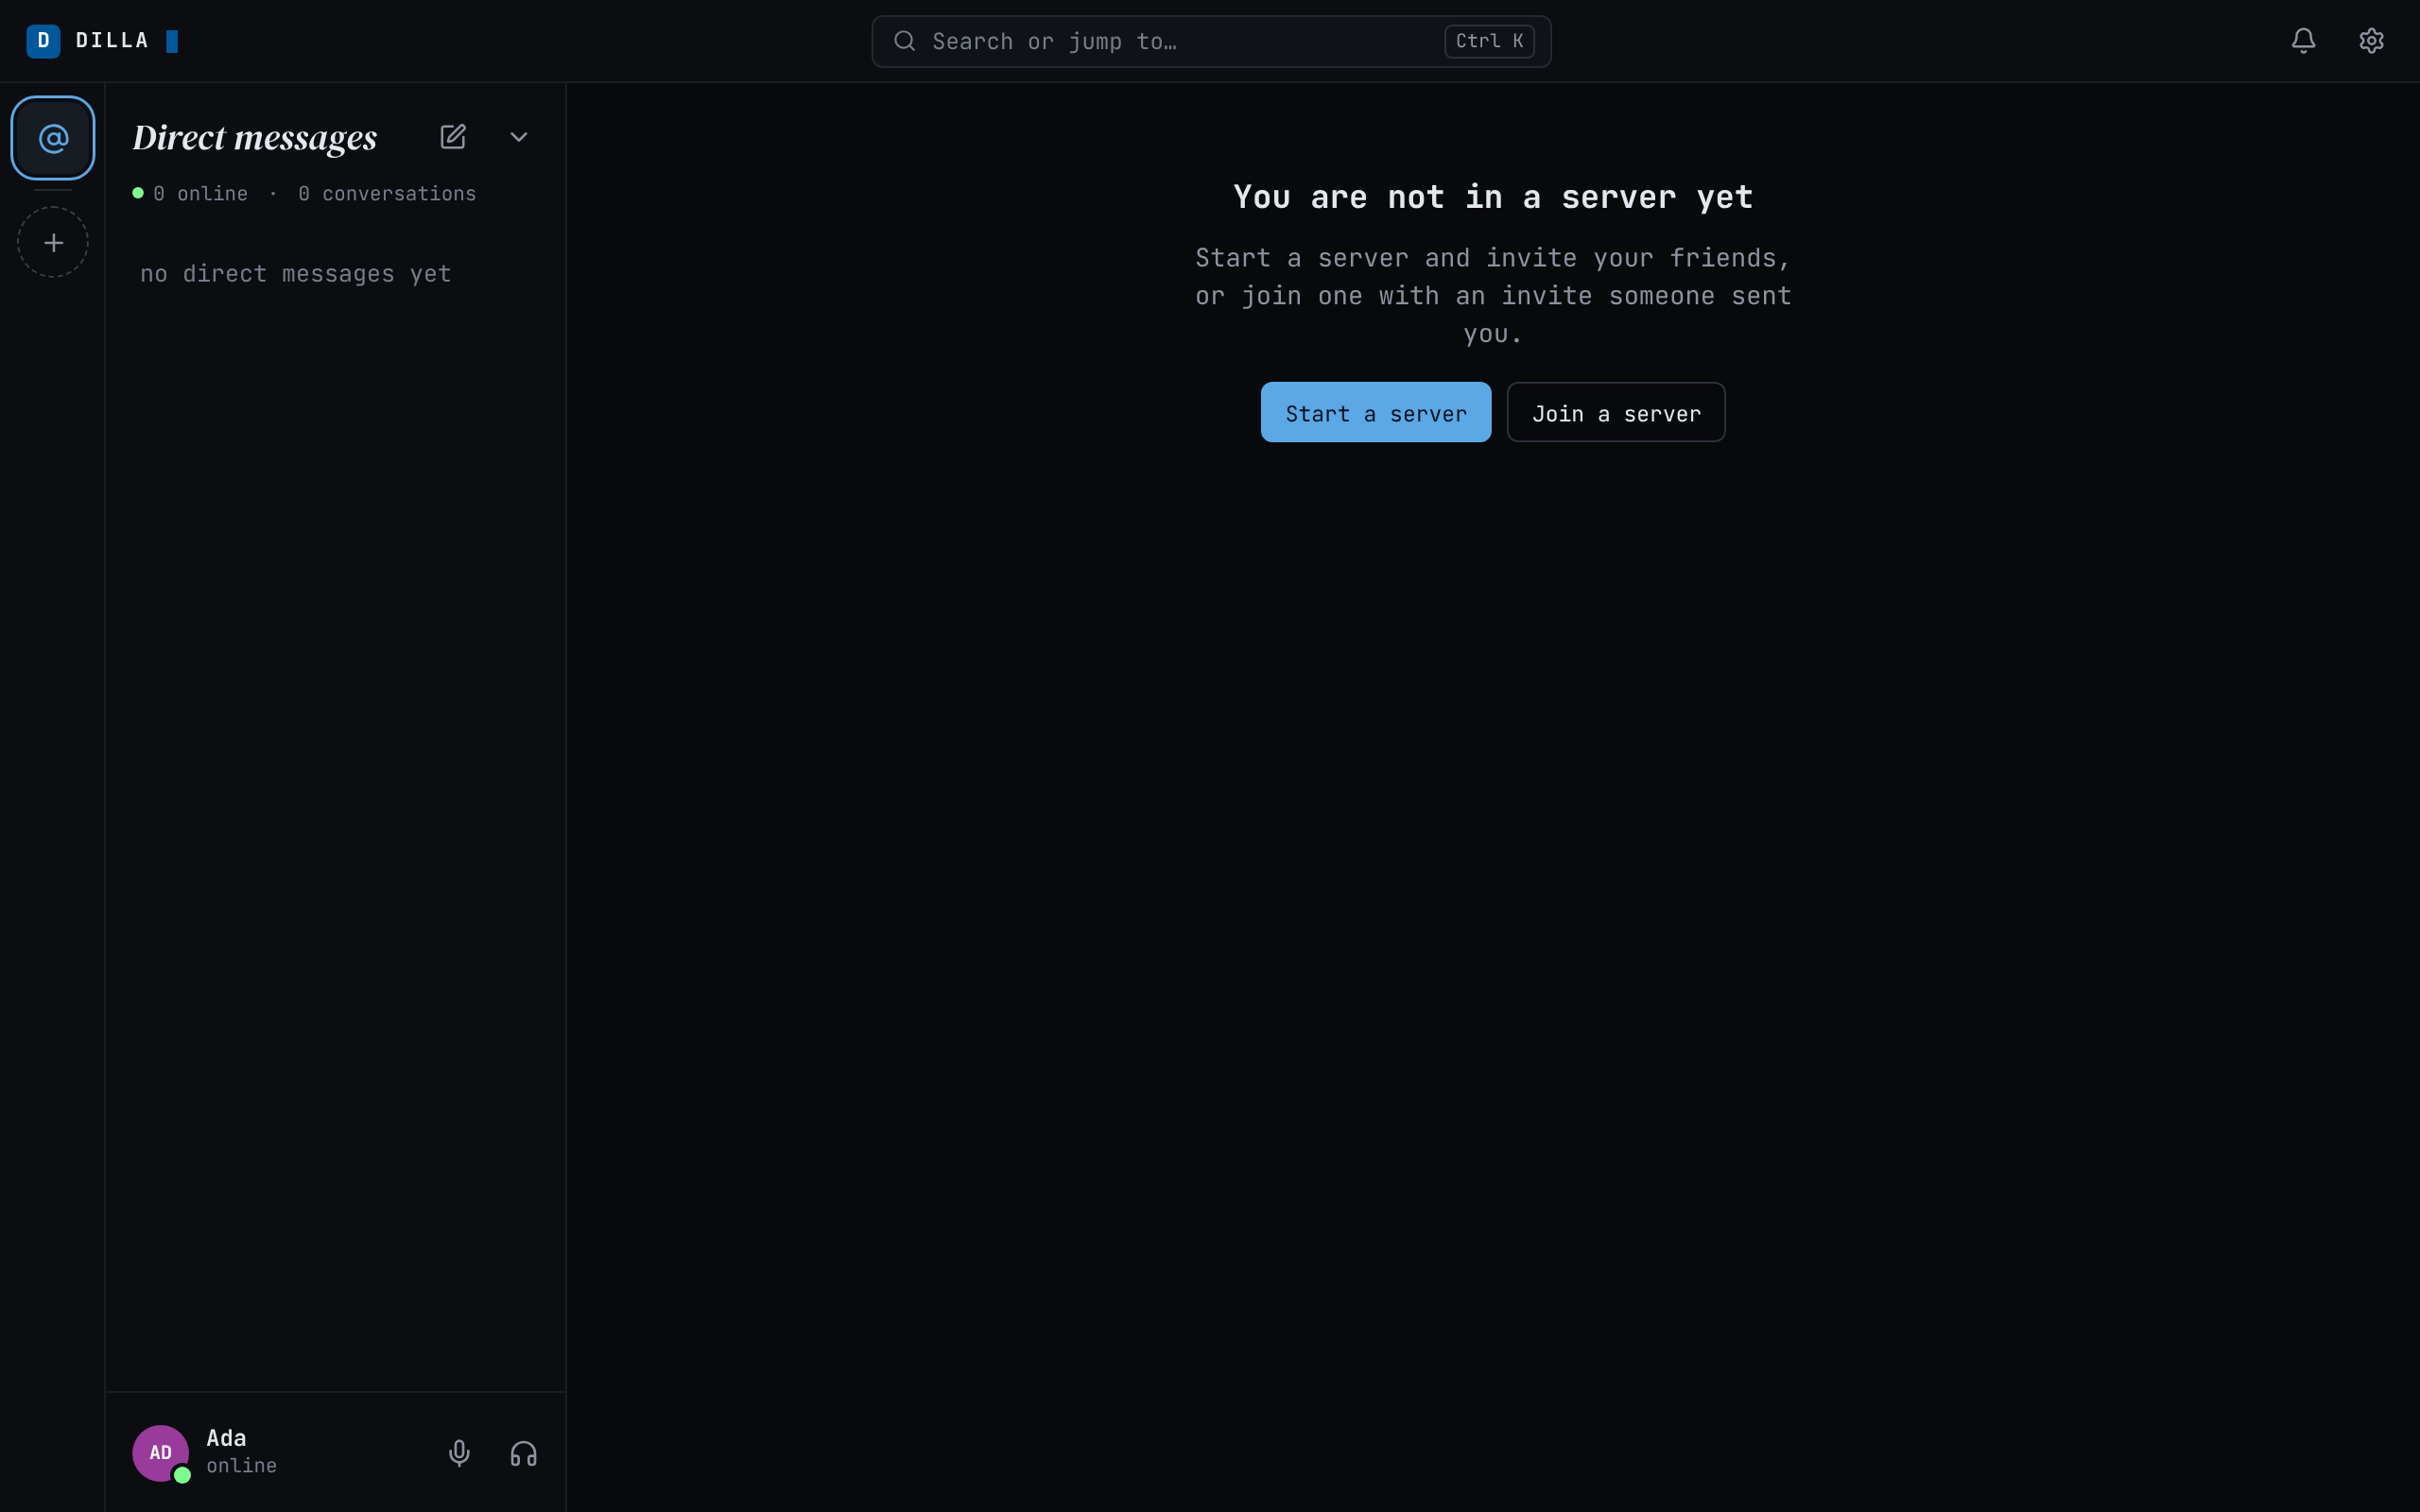 D DILLA
Search or jump to…
Ctrl K
@
Direct messages
0 online · 0 conversations
no direct messages yet
You are not in a server yet
Start a server and invite your friends,
or join one with an invite someone sent
you.
Start a server
Join a server
AD
Ada
online